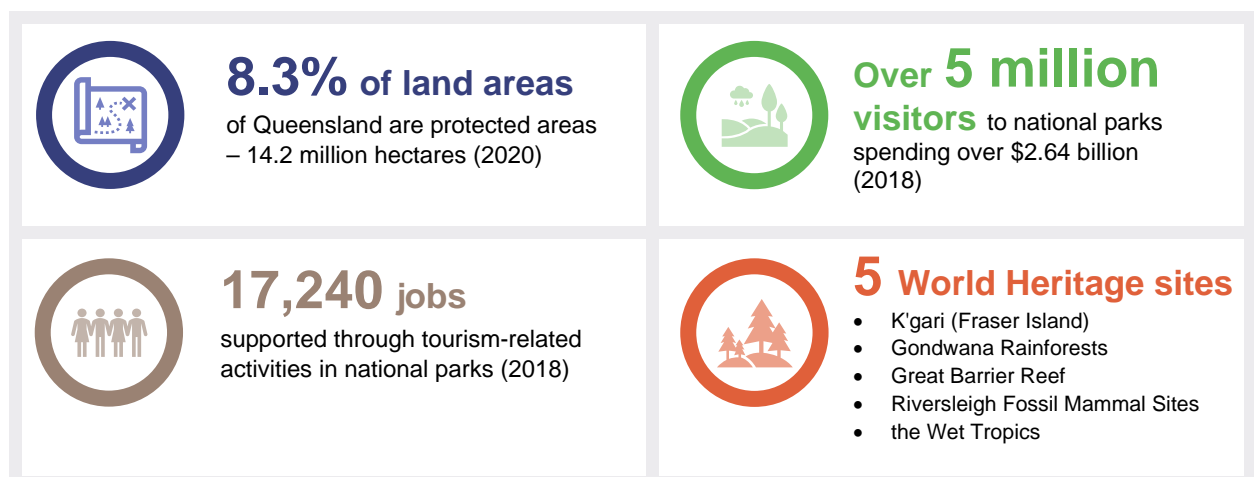 8.3% of land areas
of Queensland are protected areas
– 14.2 million hectares (2020)
Over 5 million
visitors to national parks
spending over $2.64 billion
(2018)
17,240 jobs
supported through tourism-related
activities in national parks (2018)
5 World Heritage sites
• K'gari (Fraser Island)
• Gondwana Rainforests
• Great Barrier Reef
• Riversleigh Fossil Mammal Sites
• the Wet Tropics